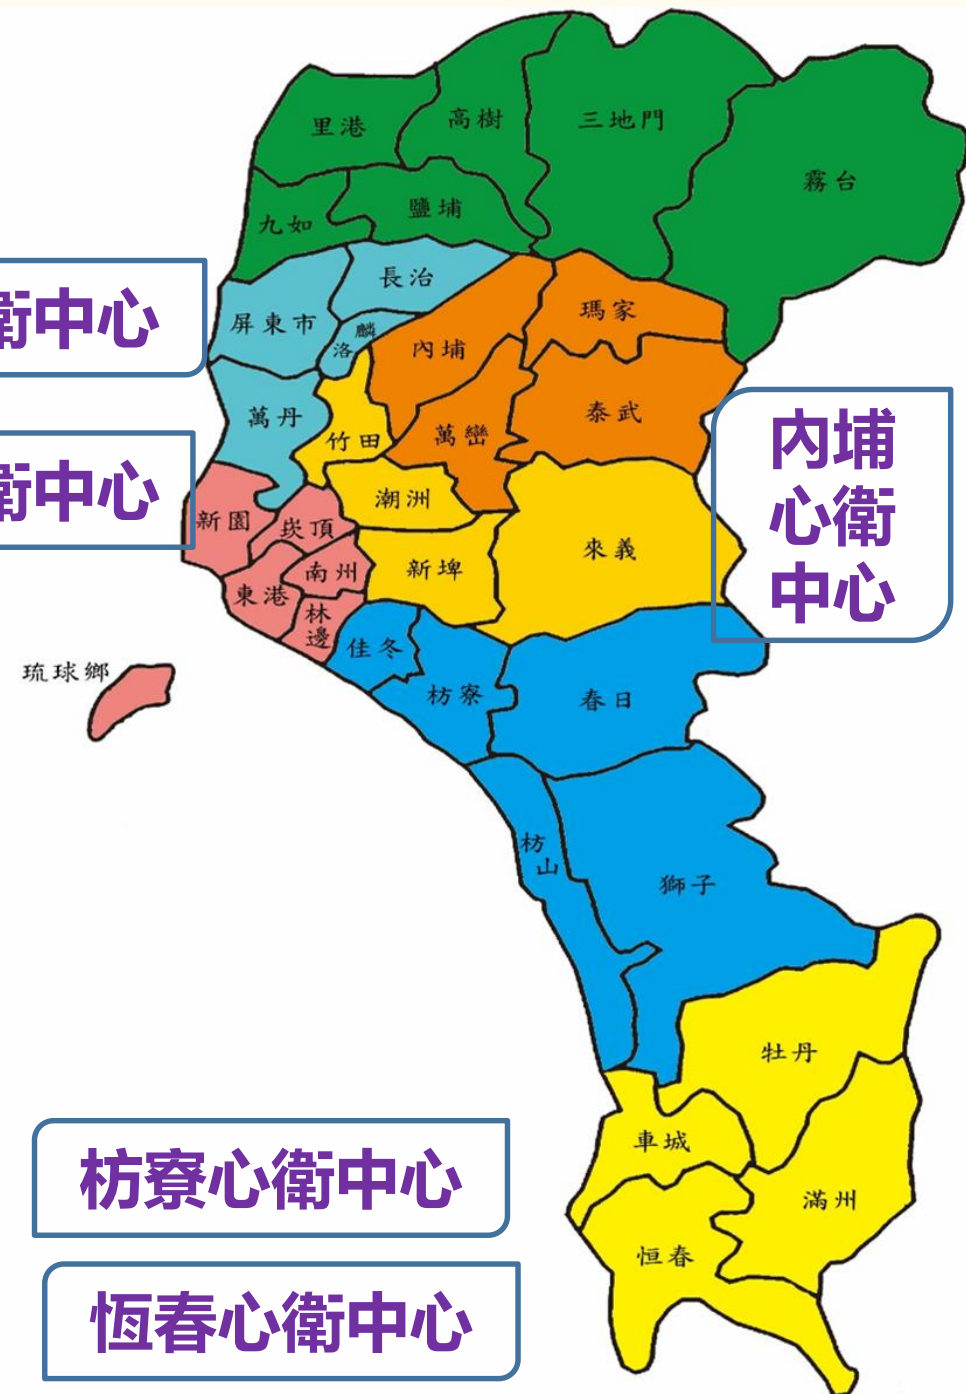 里港
高樹
三地門
霧台
九如
鹽埔
長治
屏東市
麟
洛
內埔
瑪家
衛中心
萬丹
竹田
萬巒
泰武
衛中心
新園
崁頂
潮洲
來義
內埔
心衛
中心
東港
南州
新埤
林
邊
佳冬
琉球鄉
枋寮
春日
枋
山
獅子
牡丹
車城
滿州
恒春
枋寮心衛中心
恆春心衛中心